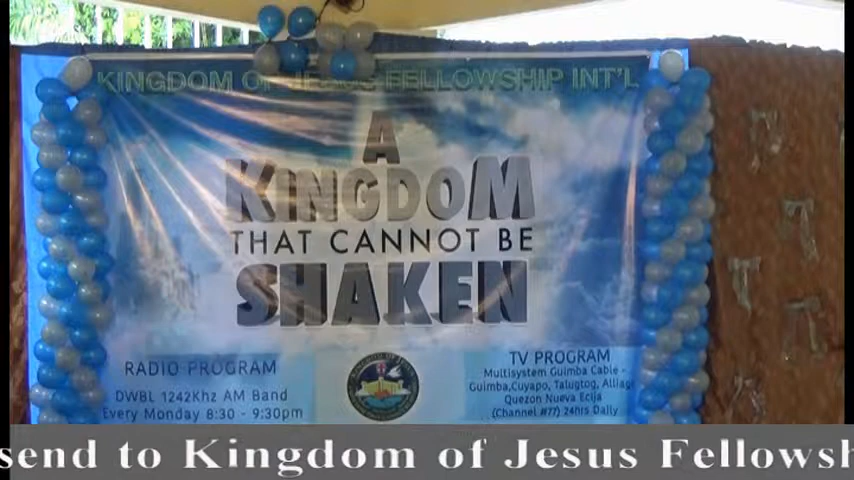 KINGDOM OF JESUS FELLOWSHIP INT'L
A
KINGDOM
THAT CANNOT BE
SHAKEN
RADIO PROGRAM
DWBL 1242Khz AM Band
Every Monday 8:30 - 9:30pm
TV PROGRAM
Multisystem Guimba Cable -
Guimba,Cuyapo, Talugtog, Alliaga
Quezon Nueva Ecija
(Channel #77) 24hrs Daily
send to Kingdom of Jesus Fellowsh